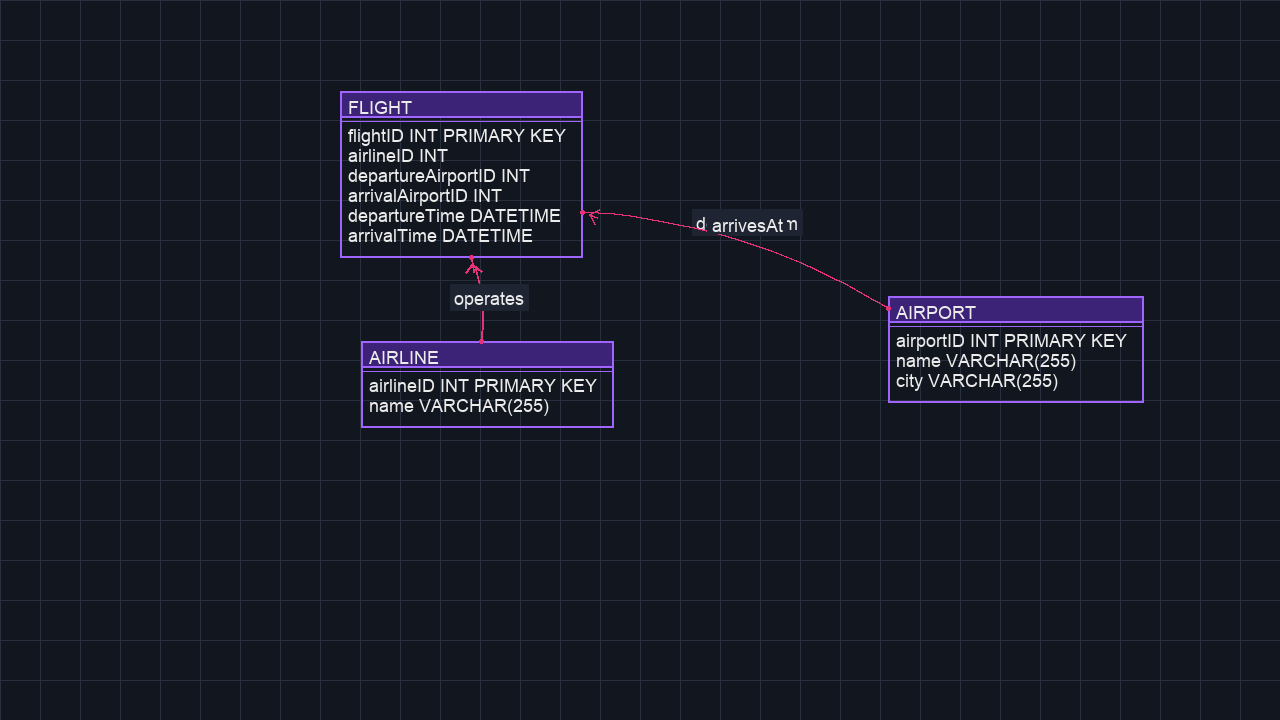 FLIGHT
flightID INT PRIMARY KEY
airlineID INT
departureAirportID INT
arrivalAirportID INT
departureTime DATETIME
arrivalTime DATETIME
arrivesAt
operates
AIRPORT
airportID INT PRIMARY KEY
name VARCHAR(255)
city VARCHAR(255)
AIRLINE
airlineID INT PRIMARY KEY
name VARCHAR(255)